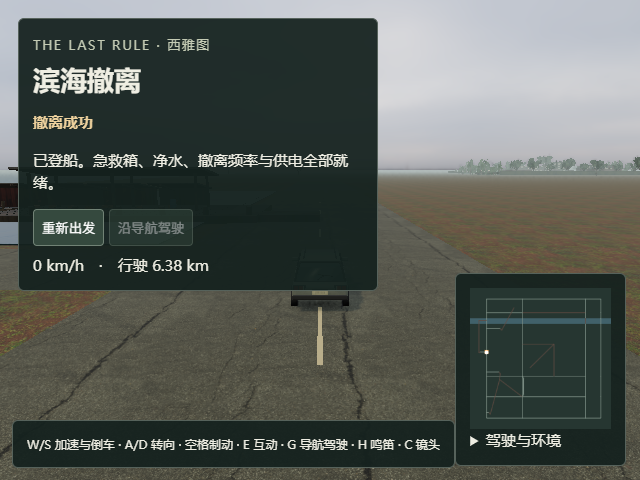 THE LAST RULE · 西雅图
滨海撤离
撤离成功
已登船。急救箱、净水、撤离频率与供电全部就
绪。
重新出发 沿导航驾驶
0 km/h · 行驶 6.38 km
▶ 驾驶与环境
W/S 加速与倒车 · A/D 转向 · 空格制动 · E 互动 · G 导航驾驶 · H 鸣笛 · C 镜头